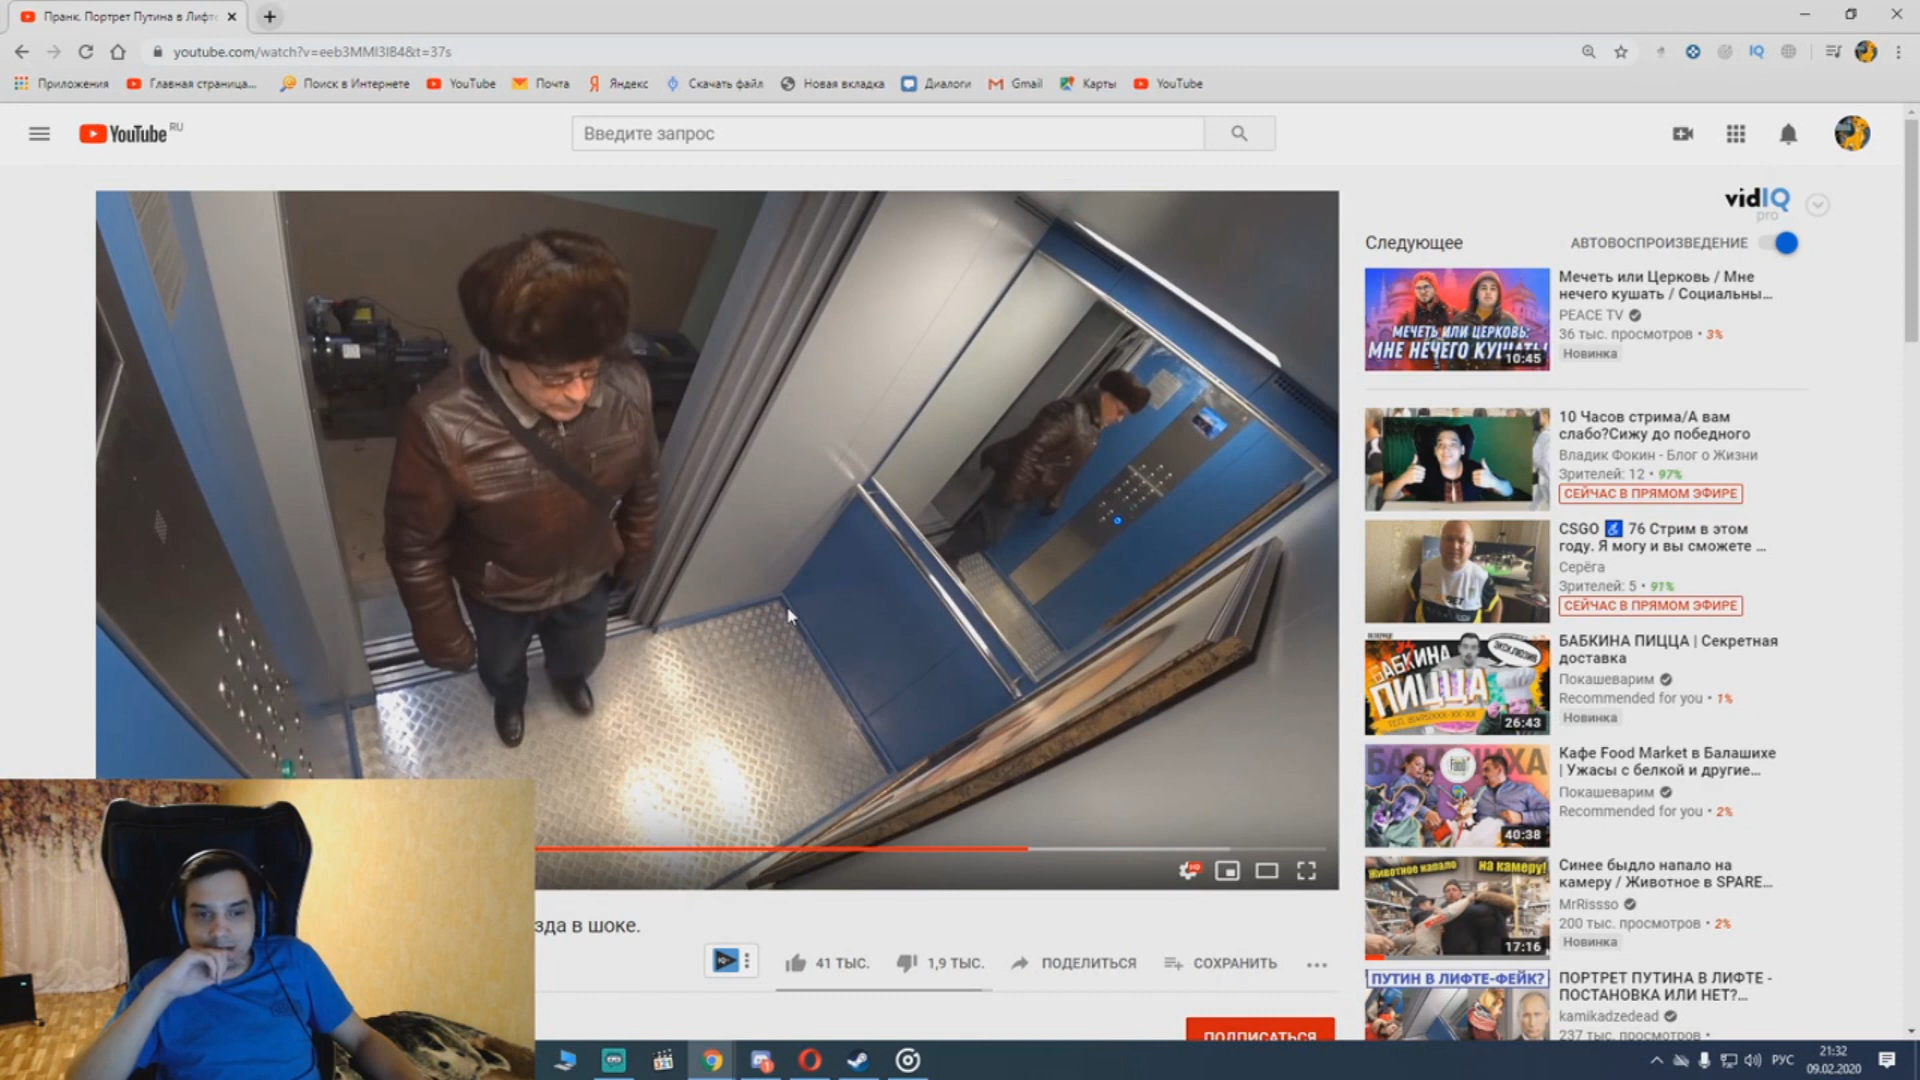 Пранк. Портрет Путина в Лифте
youtube.com/watch?v=eeb3MMI3I84&t=37s
Приложения
Главная страница...
Поиск в Интернете
YouTube
Почта
Яндекс
Скачать файл
Новая вкладка
Диалоги
Gmail
Карты
YouTube
YouTube RU
Введите запрос
vidIQ
pro
Следующее
АВТОВОСПРОИЗВЕДЕНИЕ
МЕЧЕТЬ ИЛИ ЦЕРКОВЬ:
МНЕ НЕЧЕГО КУШАТЬ!
10:45
Мечеть или Церковь / Мне
нечего кушать / Социальны...
PEACE TV
36 тыс. просмотров • 3%
Новинка
10 Часов стрима/А вам
слабо?Сижу до победного
Владик Фокин - Блог о Жизни
Зрителей: 12 • 97%
СЕЙЧАС В ПРЯМОМ ЭФИРЕ
CSGO ♿ 76 Стрим в этом
году. Я могу и вы сможете ...
Серёга
Зрителей: 5 • 91%
СЕЙЧАС В ПРЯМОМ ЭФИРЕ
БАБКИНА
ПИЦЦА
ЭКСКЛЮЗИВ
26:43
БАБКИНА ПИЦЦА | Секретная
доставка
Покашеварим
Recommended for you • 1%
Новинка
БАЛАШИХА
Food
40:38
Кафе Food Market в Балашихе
| Ужасы с белкой и другие...
Покашеварим
Recommended for you • 2%
Животное напало на камеру!
17:16
Синее быдло напало на
камеру / Животное в SPARE...
MrRissso
200 тыс. просмотров • 2%
Новинка
ПУТИН В ЛИФТЕ-ФЕЙК?
ПОРТРЕТ ПУТИНА В ЛИФТЕ -
ПОСТАНОВКА ИЛИ НЕТ?...
kamikadzedead
237 тыс. просмотров •
зда в шоке.
41 ТЫС.
1,9 ТЫС.
ПОДЕЛИТЬСЯ
СОХРАНИТЬ
ПОДПИСАТЬСЯ
РУС
21:32
09.02.2020